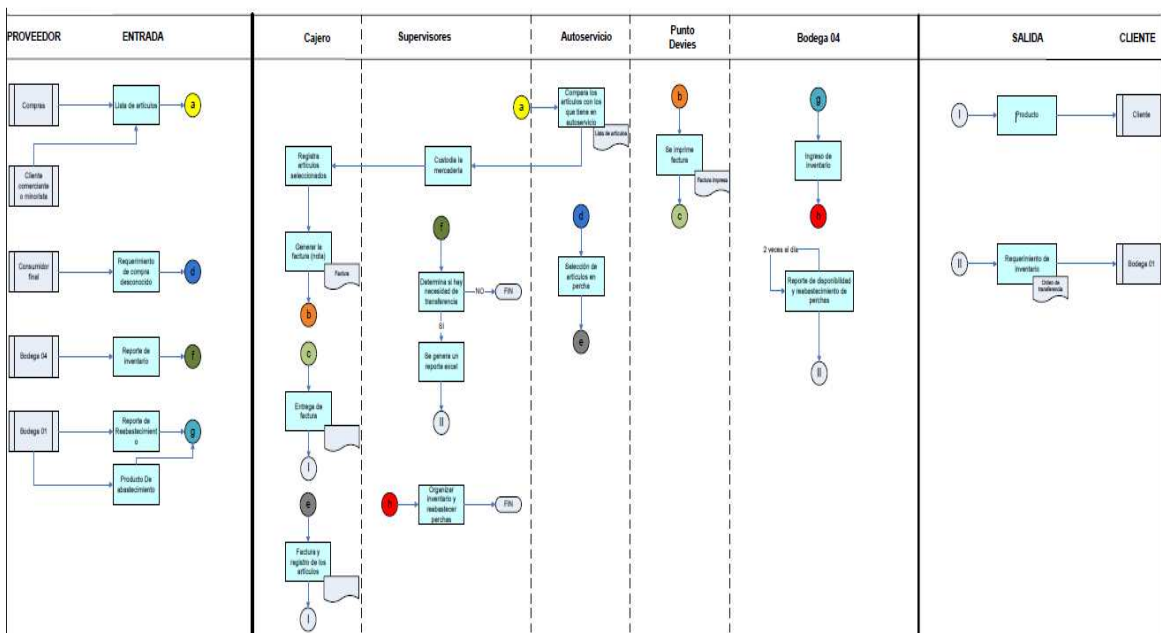 PROVEEDOR
ENTRADA
Cajero
Supervisores
Autoservicio
Punto
Devies
Bodega 04
SALIDA
CLIENTE
Compras
Lista de artículos
a
Cliente
comerciante
o minorista
Consumidor
final
Requerimiento
de compra
desconocido
d
Bodega 04
Reporte de
inventario
f
Bodega 01
Reporte de
Reabastecimient
o
g
Producto De
abastecimiento
Registra
artículos
seleccionados
Generar la
factura (nota)
Factura
b
c
Entrega de
factura
I
e
Factura y
registro de los
artículos
I
Custodia la
mercadería
f
Determina si hay
necesidad de
transferencia
NO
FIN
SI
Se genera un
reporte excel
II
h
Organizar
inventario y
reabastecer
perchas
FIN
a
Compara los
artículos con los
que tiene en
autoservicio
Lista de artículos
d
Selección de
artículos en
percha
e
b
Se imprime
factura
Factura impresa
c
g
Ingreso de
inventario
h
2 veces al día
Reporte de disponibilidad
y reabastecimiento de
perchas
II
I
Producto
Cliente
II
Requerimiento de
inventario
Orden de
transferencia
Bodega 01